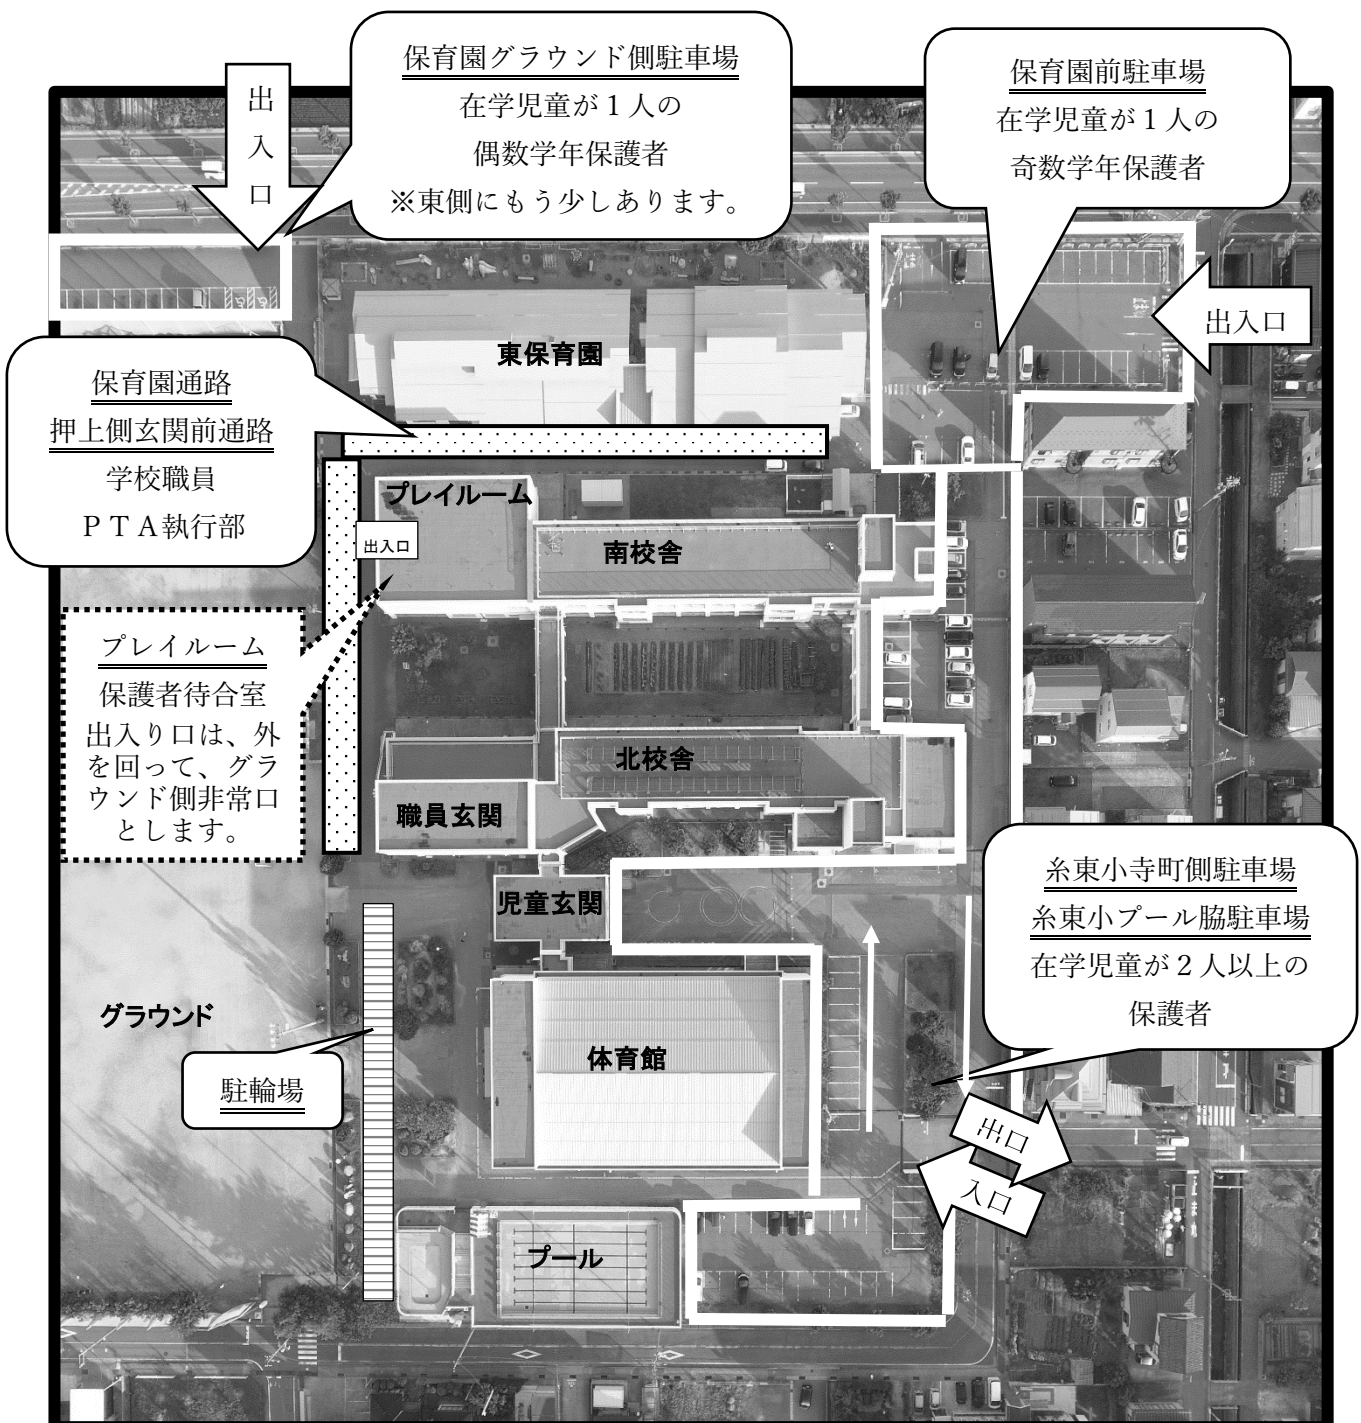 出入口
保育園グラウンド側駐車場
在学児童が１人の
偶数学年保護者
※東側にもう少しあります。
保育園前駐車場
在学児童が１人の
奇数学年保護者
出入口
東保育園
保育園通路
押上側玄関前通路
学校職員
ＰＴＡ執行部
プレイルーム
出入口
南校舎
プレイルーム
保護者待合室
出入り口は、外
を回って、グラ
ウンド側非常口
とします。
北校舎
職員玄関
児童玄関
糸東小寺町側駐車場
糸東小プール脇駐車場
在学児童が２人以上の
保護者
グラウンド
体育館
駐輪場
出口
入口
プール